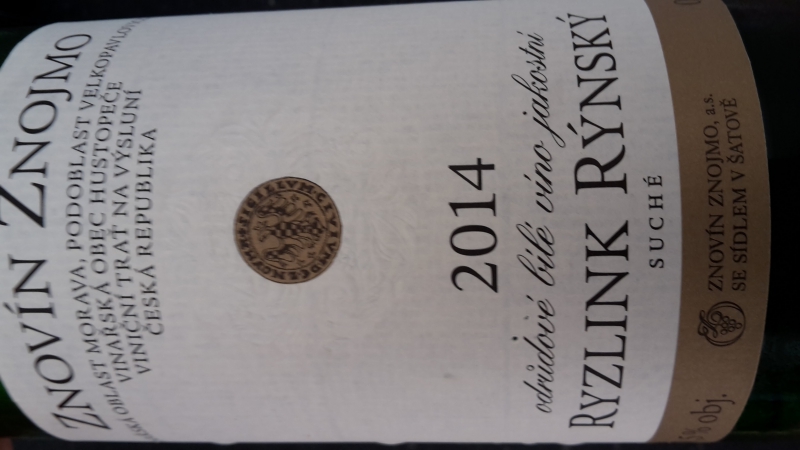 ZNOVÍN ZNOJMO
OBLAST MORAVA, PODOBLAST VELKOPAVLOVICKÁ
VINAŘSKÁ OBEC HUSTOPEČE
VINIČNÍ TRAŤ NA VÝSLUNÍ
ČESKÁ REPUBLIKA
2014
odrůdové bílé víno jakostní
RYZLINK RÝNSKÝ
SUCHÉ
ZNOVÍN ZNOJMO, a.s.
SE SÍDLEM V ŠATOVĚ
% obj.